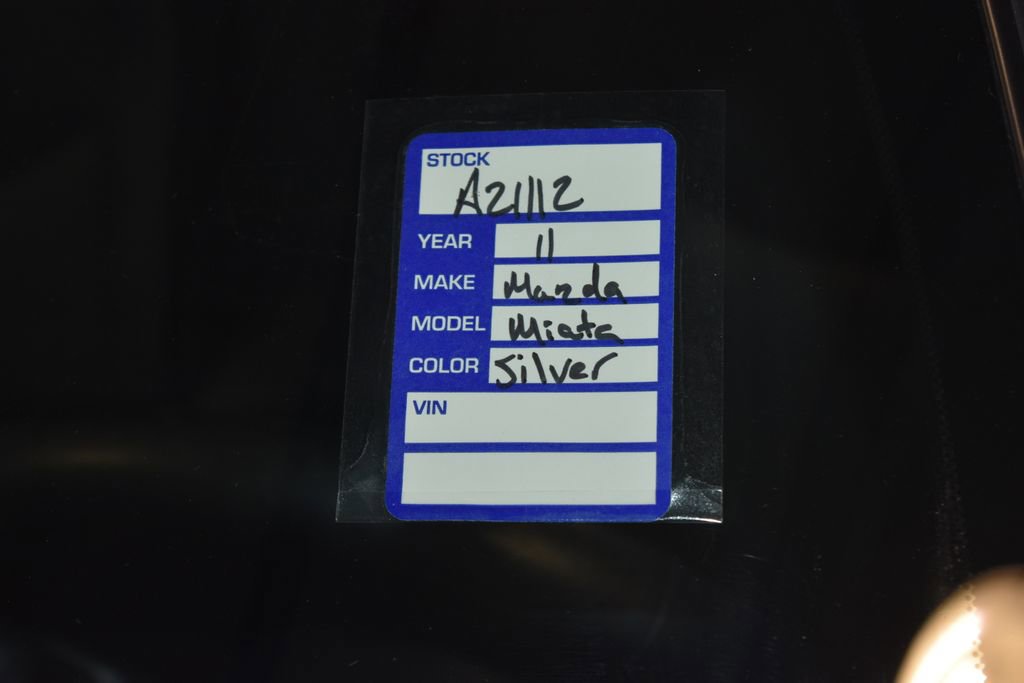 STOCK
A21112
YEAR 11
MAKE Mazda
MODEL Miata
COLOR Silver
VIN